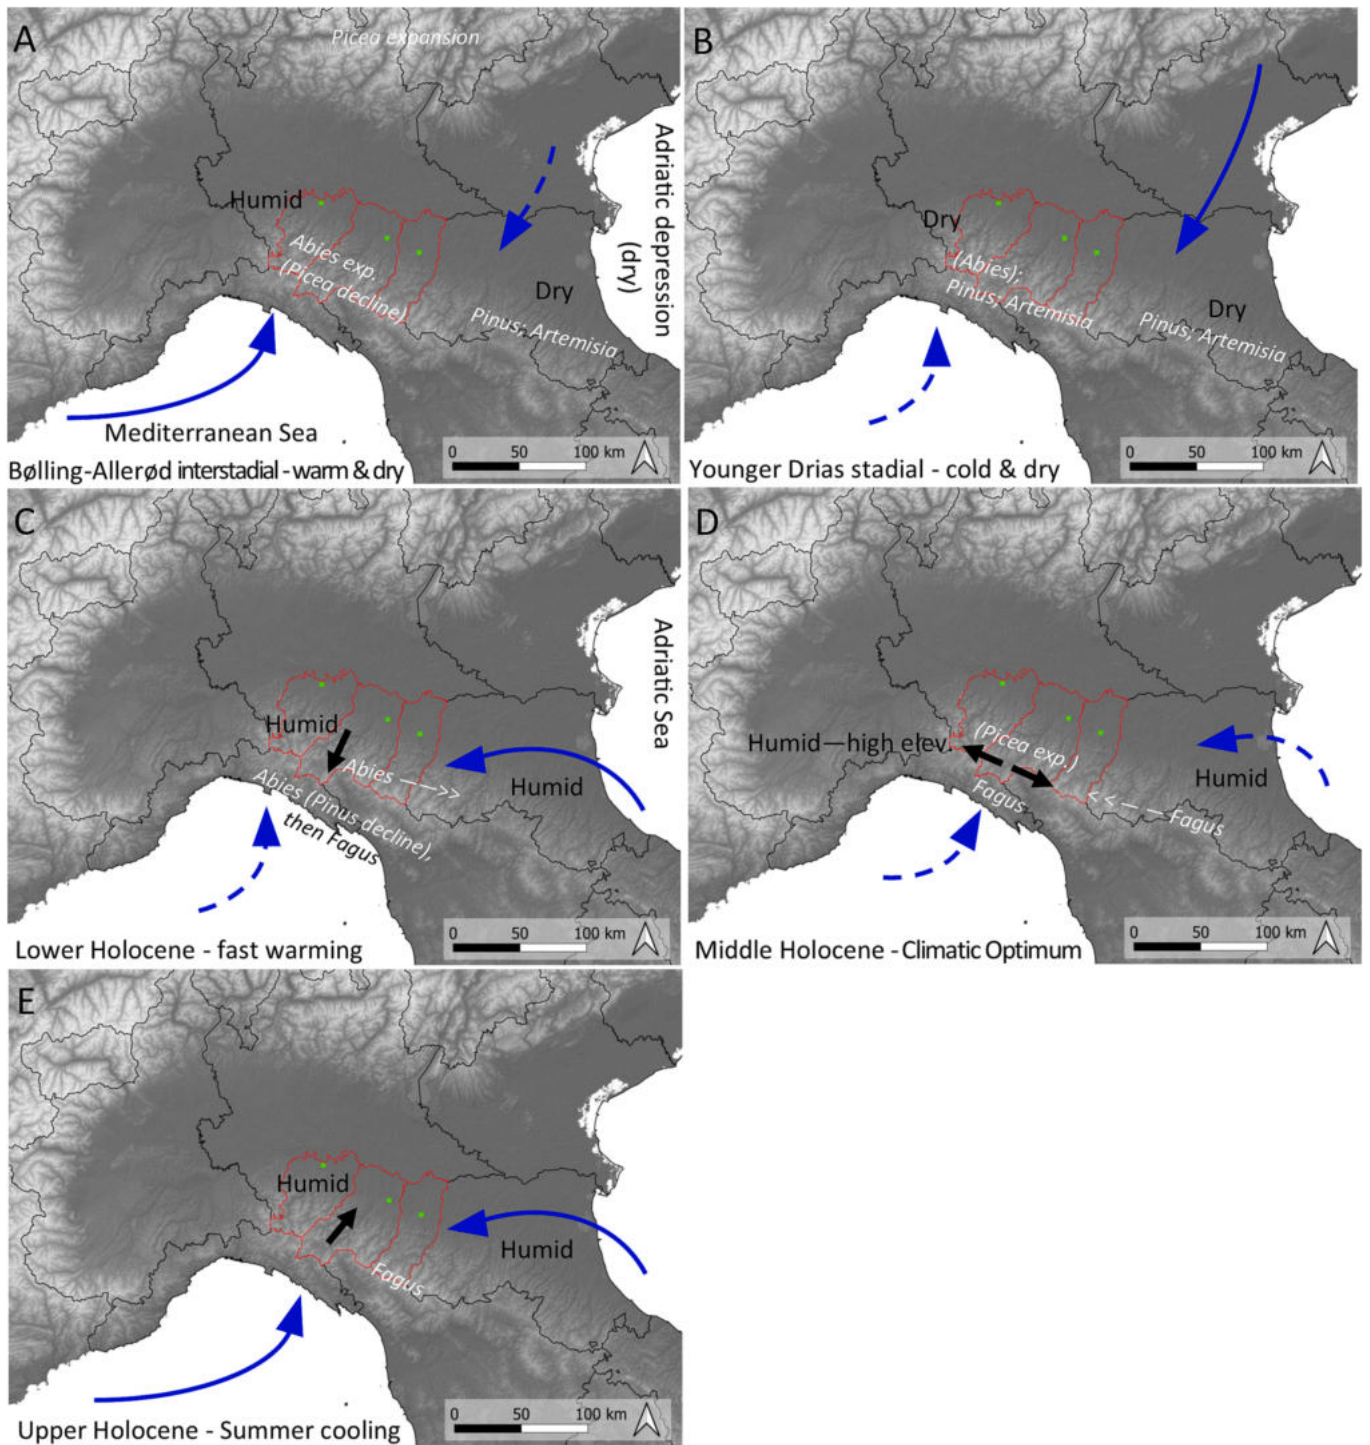 A
Picea expansion
Humid
Abies exp.
(Picea decline)
Dry
Pinus; Artemisia
Adriatic depression
(dry)
Mediterranean Sea
0 50 100 km
Bølling-Allerød interstadial - warm & dry
B
Dry
(Abies);
Pinus; Artemisia
Dry
Pinus; Artemisia
0 50 100 km
Younger Drias stadial - cold & dry
C
Adriatic Sea
Humid
Abies — —>>
Humid
Abies (Pinus decline),
then Fagus
0 50 100 km
Lower Holocene - fast warming
D
Humid—high elev.
(Picea exp.)
Humid
Fagus
<<— —Fagus
0 50 100 km
Middle Holocene - Climatic Optimum
E
Humid
Humid
Fagus
0 50 100 km
Upper Holocene - Summer cooling